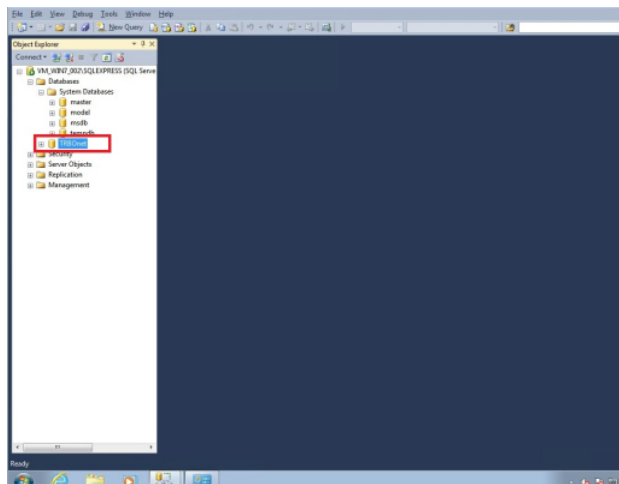 File Edit View Debug Tools Window Help
New Query
Object Explorer
Connect
VM_WIN7_002\SQLEXPRESS (SQL Serve
Databases
System Databases
master
model
msdb
tempdb
TRBOnet
Security
Server Objects
Replication
Management
Ready